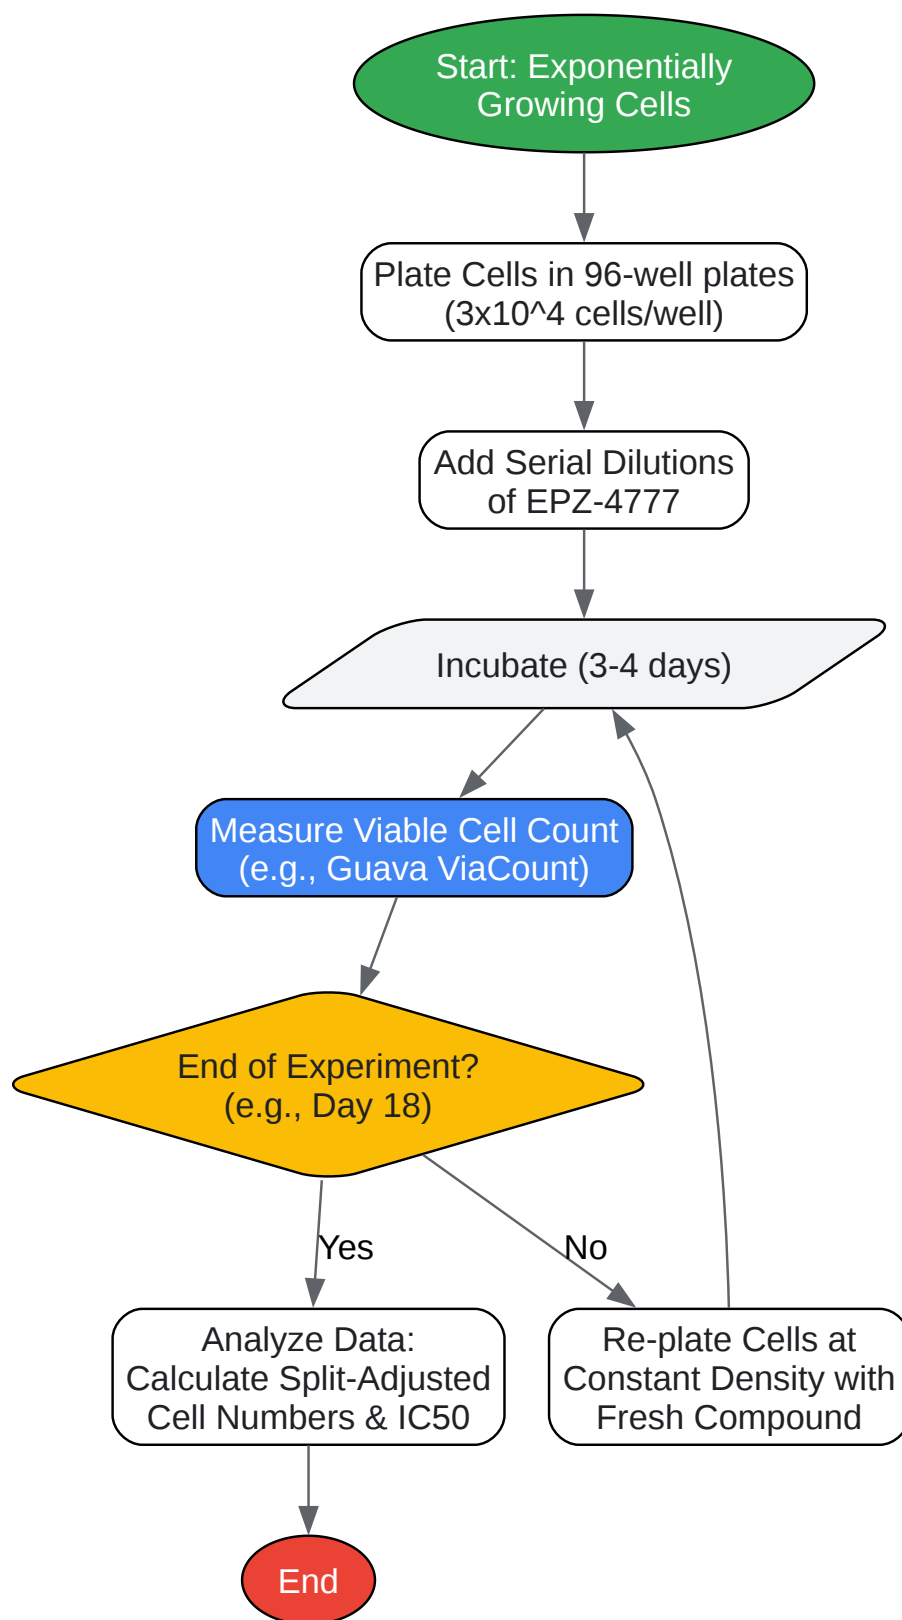 Start: Exponentially
Growing Cells
Plate Cells in 96-well plates
(3x10^4 cells/well)
Add Serial Dilutions
of EPZ-4777
Incubate (3-4 days)
Measure Viable Cell Count
(e.g., Guava ViaCount)
End of Experiment?
(e.g., Day 18)
Yes
No
Analyze Data:
Calculate Split-Adjusted
Cell Numbers & IC50
Re-plate Cells at
Constant Density with
Fresh Compound
End